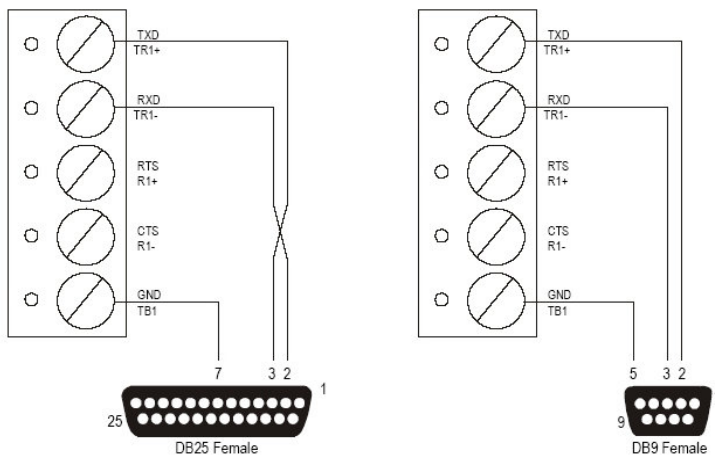 TXD
TR1+
RXD
TR1-
RTS
R1+
CTS
R1-
GND
TB1
7 3 2
1
25
DB25 Female
TXD
TR1+
RXD
TR1-
RTS
R1+
CTS
R1-
GND
TB1
5 3 2
9
DB9 Female